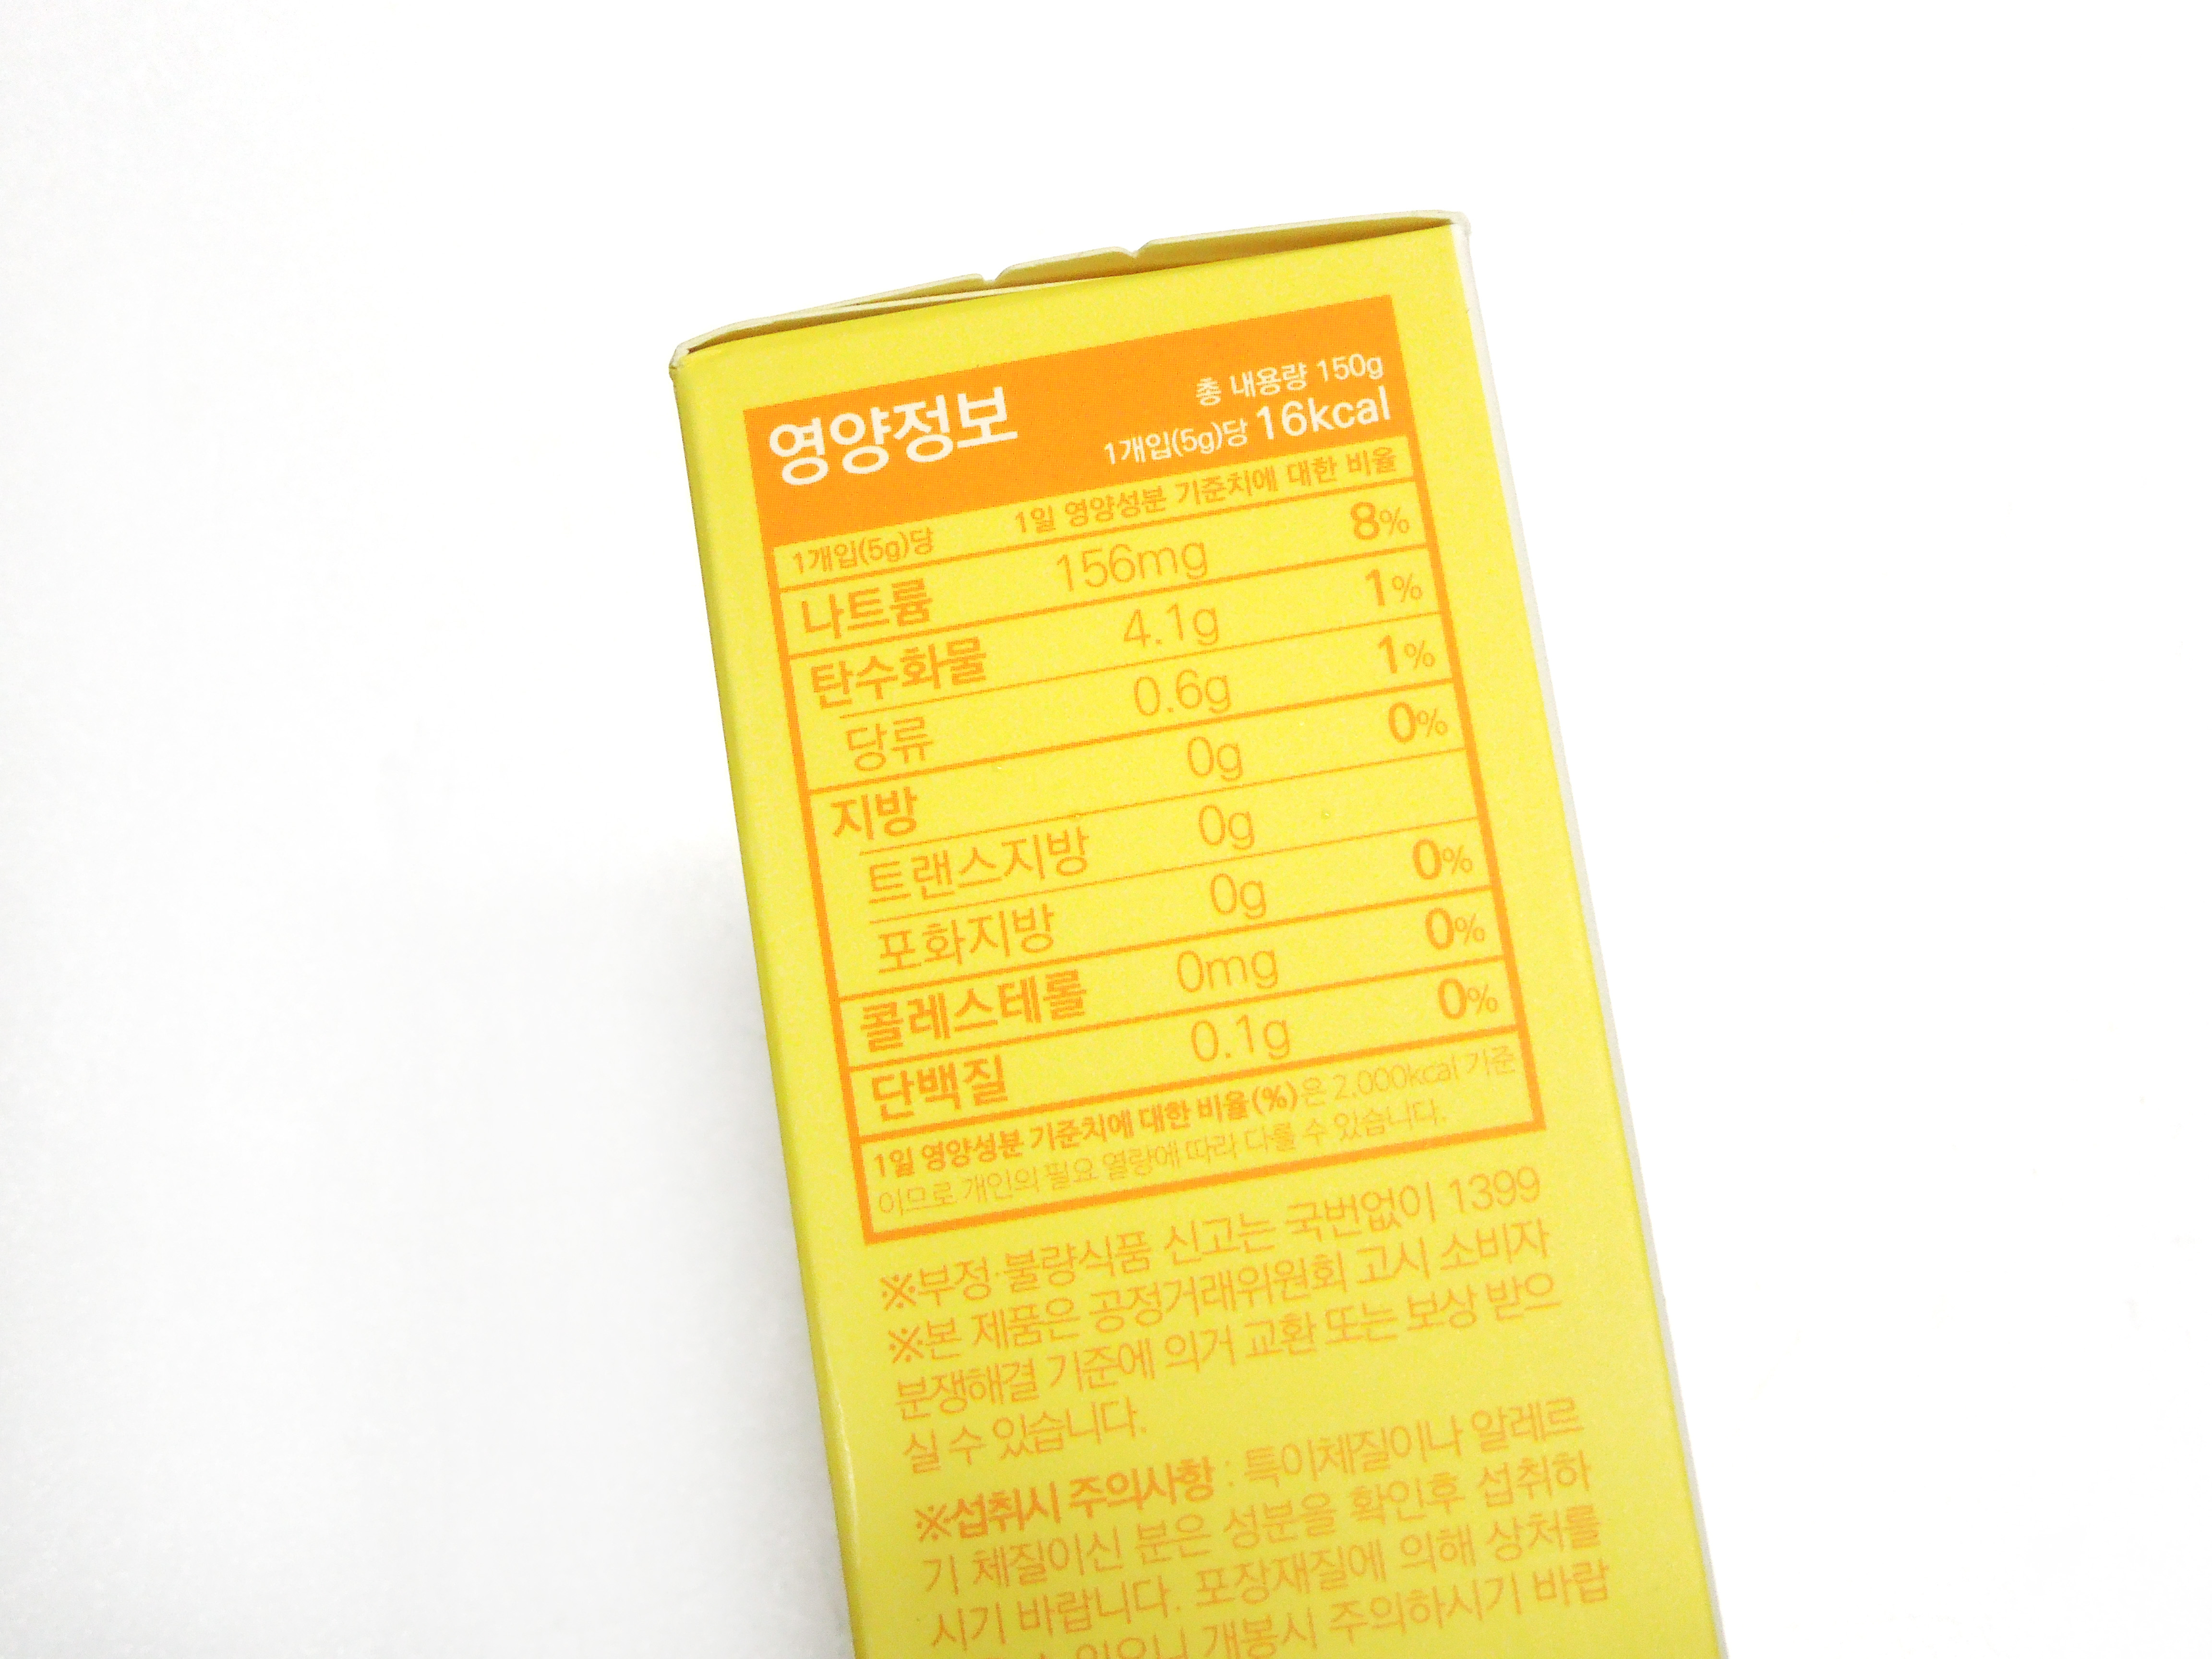 영양정보
총 내용량 150g
1개입(5g)당 16kcal
1개입(5g)당 1일 영양성분 기준치에 대한 비율
나트륨 156mg 8%
탄수화물 4.1g 1%
당류 0.6g 1%
지방 0g 0%
트랜스지방 0g
포화지방 0g 0%
콜레스테롤 0mg 0%
단백질 0.1g 0%
1일 영양성분 기준치에 대한 비율(%)은 2,000kcal 기준
이므로 개인의 필요 열량에 따라 다를 수 있습니다.
※부정·불량식품 신고는 국번없이 1399
※본 제품은 공정거래위원회 고시 소비자
분쟁해결 기준에 의거 교환 또는 보상 받으
실 수 있습니다.
※섭취시 주의사항 : 특이체질이나 알레르
기 체질이신 분은 성분을 확인후 섭취하
시기 바랍니다. 포장재질에 의해 상처를
개봉시 주의하시기 바랍